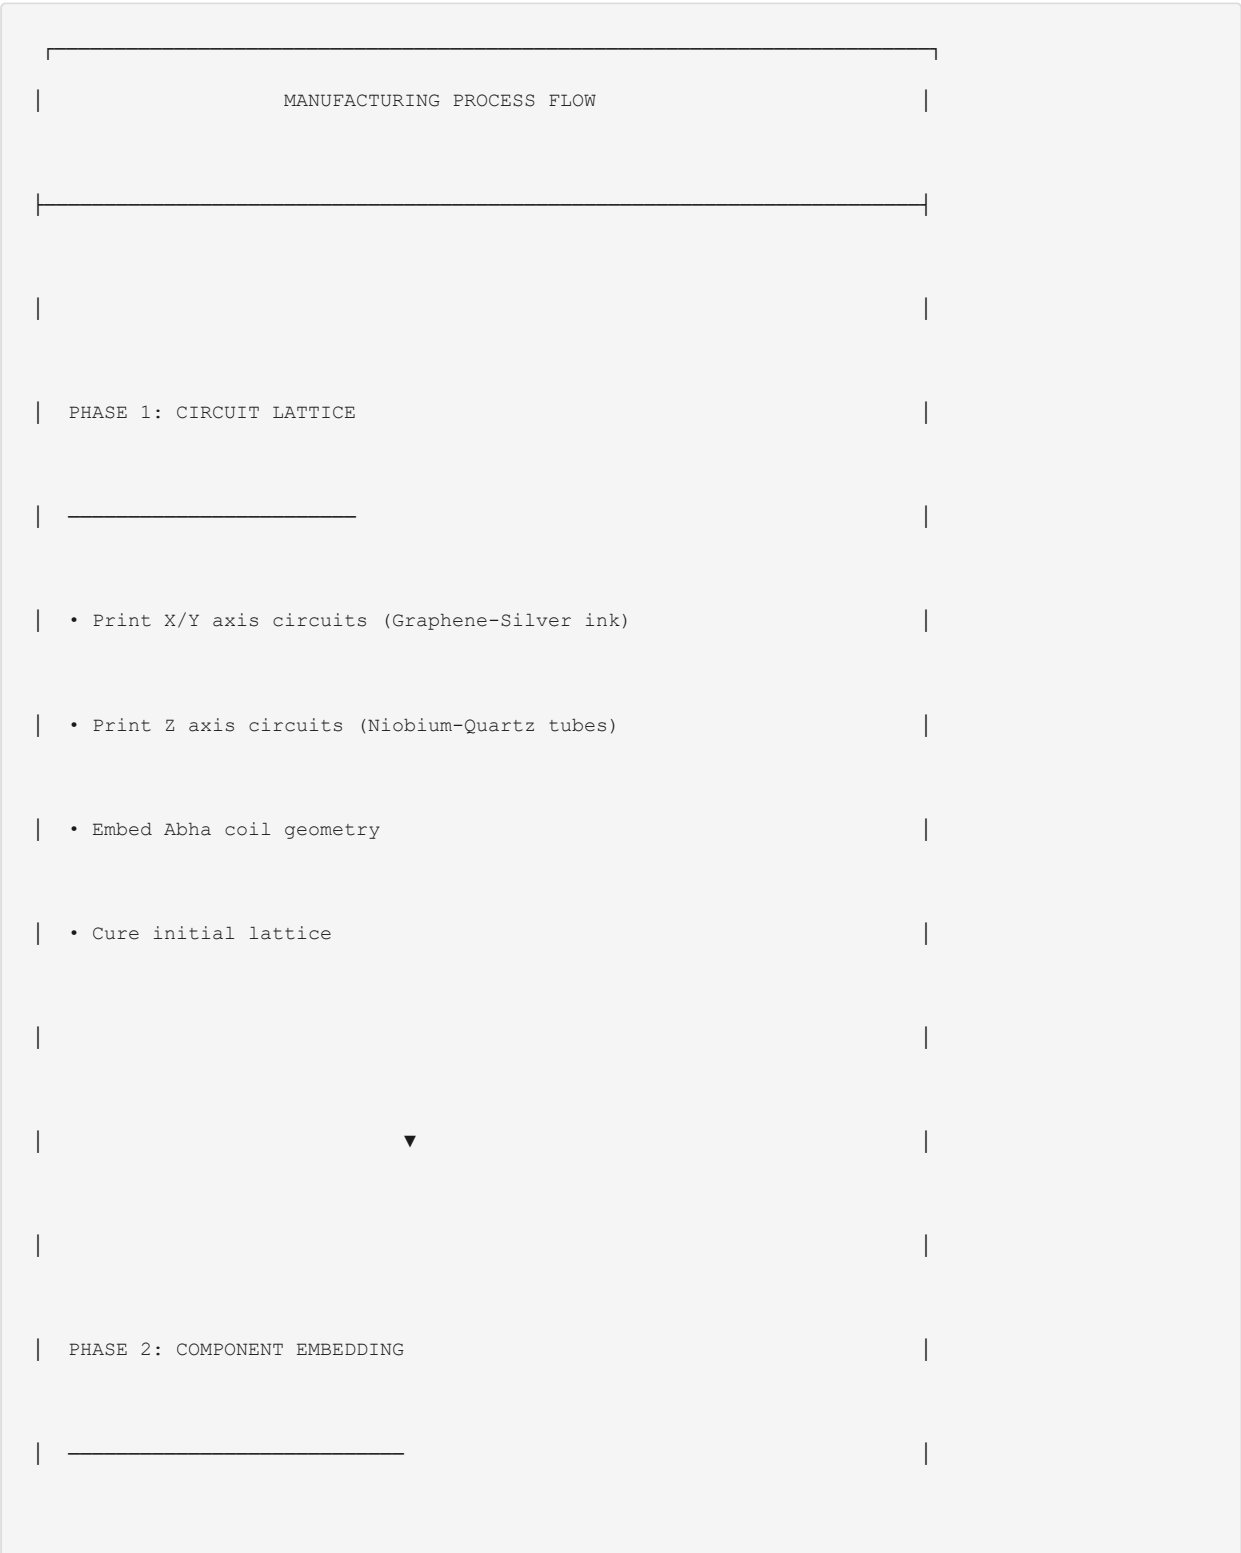 MANUFACTURING PROCESS FLOW
PHASE 1: CIRCUIT LATTICE
• Print X/Y axis circuits (Graphene-Silver ink)
• Print Z axis circuits (Niobium-Quartz tubes)
• Embed Abha coil geometry
• Cure initial lattice
▼
PHASE 2: COMPONENT EMBEDDING